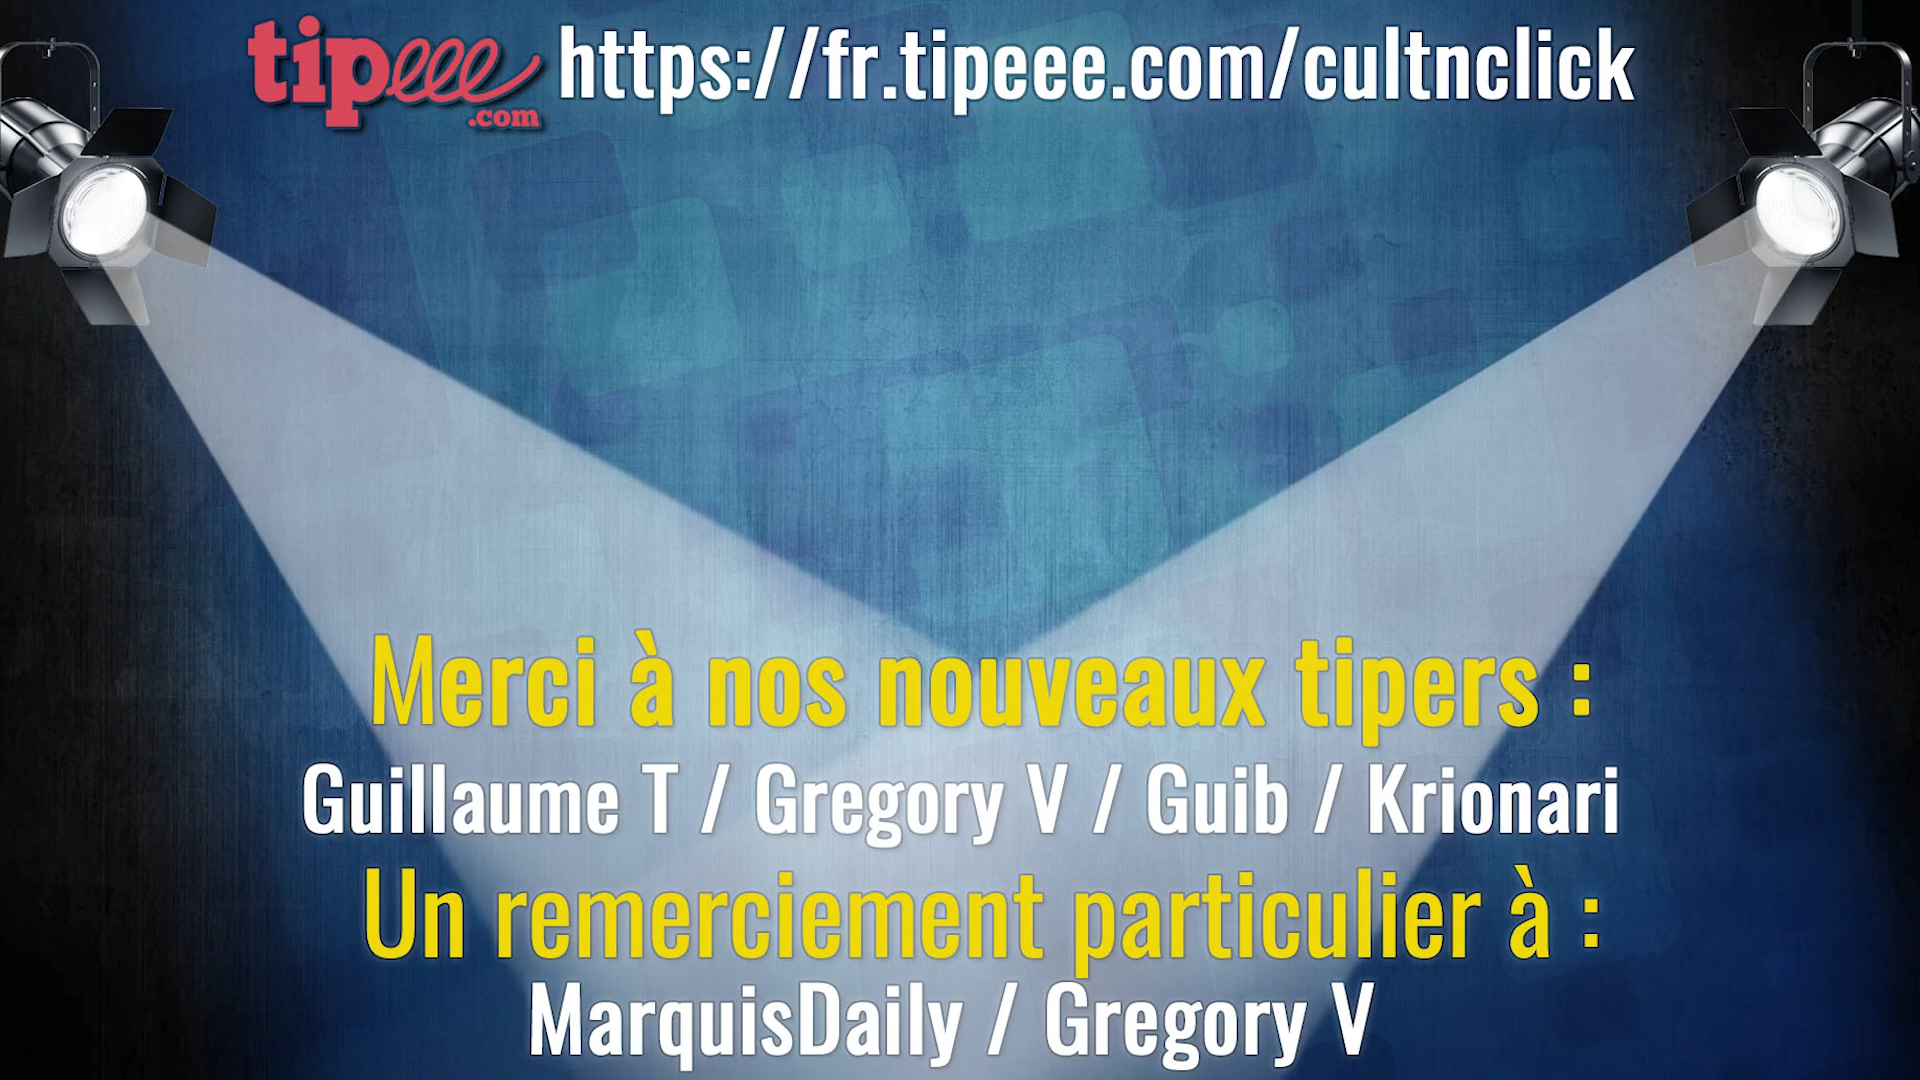 tipeee.com https://fr.tipeee.com/cultnclick
Merci à nos nouveaux tipers :
Guillaume T / Gregory V / Guib / Krionari
Un remerciement particulier à :
MarquisDaily / Gregory V